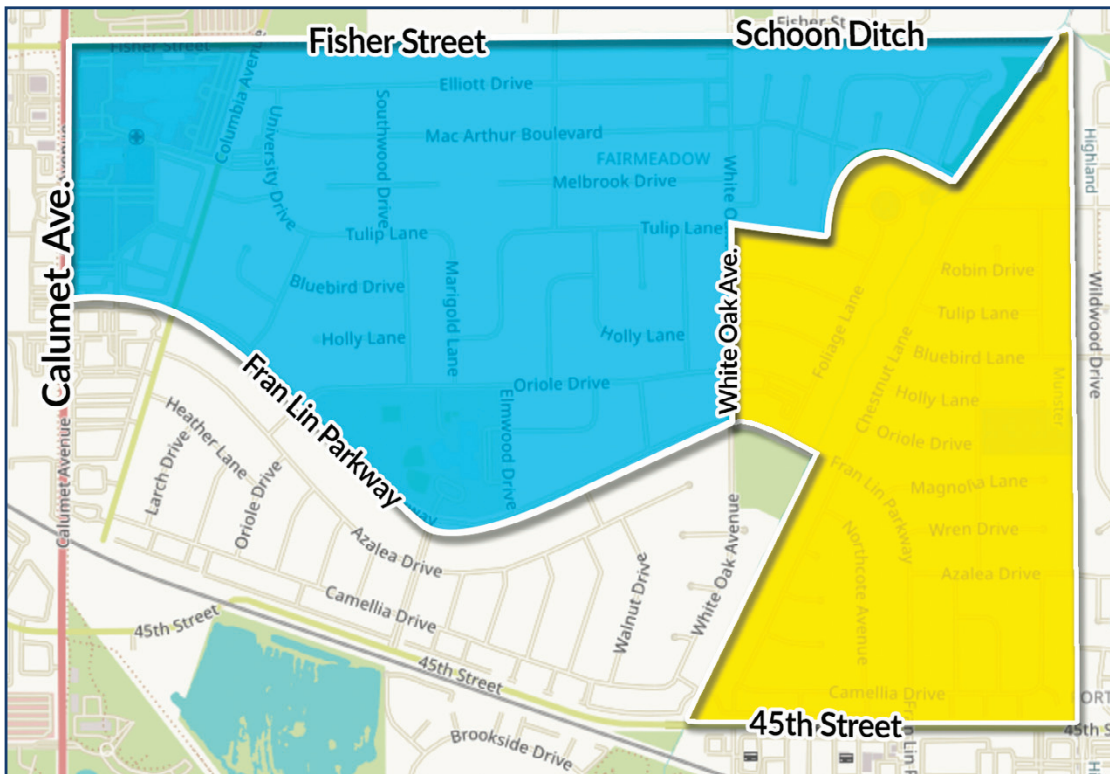 Fisher St
Fisher Street
Schoon Ditch
Fisher Street
Columbia Avenue
Elliott Drive
Southwood Drive
University Drive
Mac Arthur Boulevard
FAIRMEADOW
Melbrook Drive
Highland
Calumet Ave.
Tulip Lane
Tulip Lane
White Oak Ave.
Robin Drive
Bluebird Drive
Marigold Lane
Wildwood Drive
Tulip Lane
Foliage Lane
Holly Lane
Holly Lane
Chestnut Lane
Bluebird Lane
Oriole Drive
Holly Lane
Munster
Fran Lin Parkway
Elmwood Drive
Heather Lane
Oriole Drive
Larch Drive
Oriole Drive
Fran Lin Parkway
Magnolia Lane
Calumet Avenue
Wren Drive
Azalea Drive
Northcote Avenue
Azalea Drive
Walnut Drive
White Oak Avenue
Camellia Drive
45th Street
45th Street
Camellia Drive
45th Street
Brookside Drive
45th S